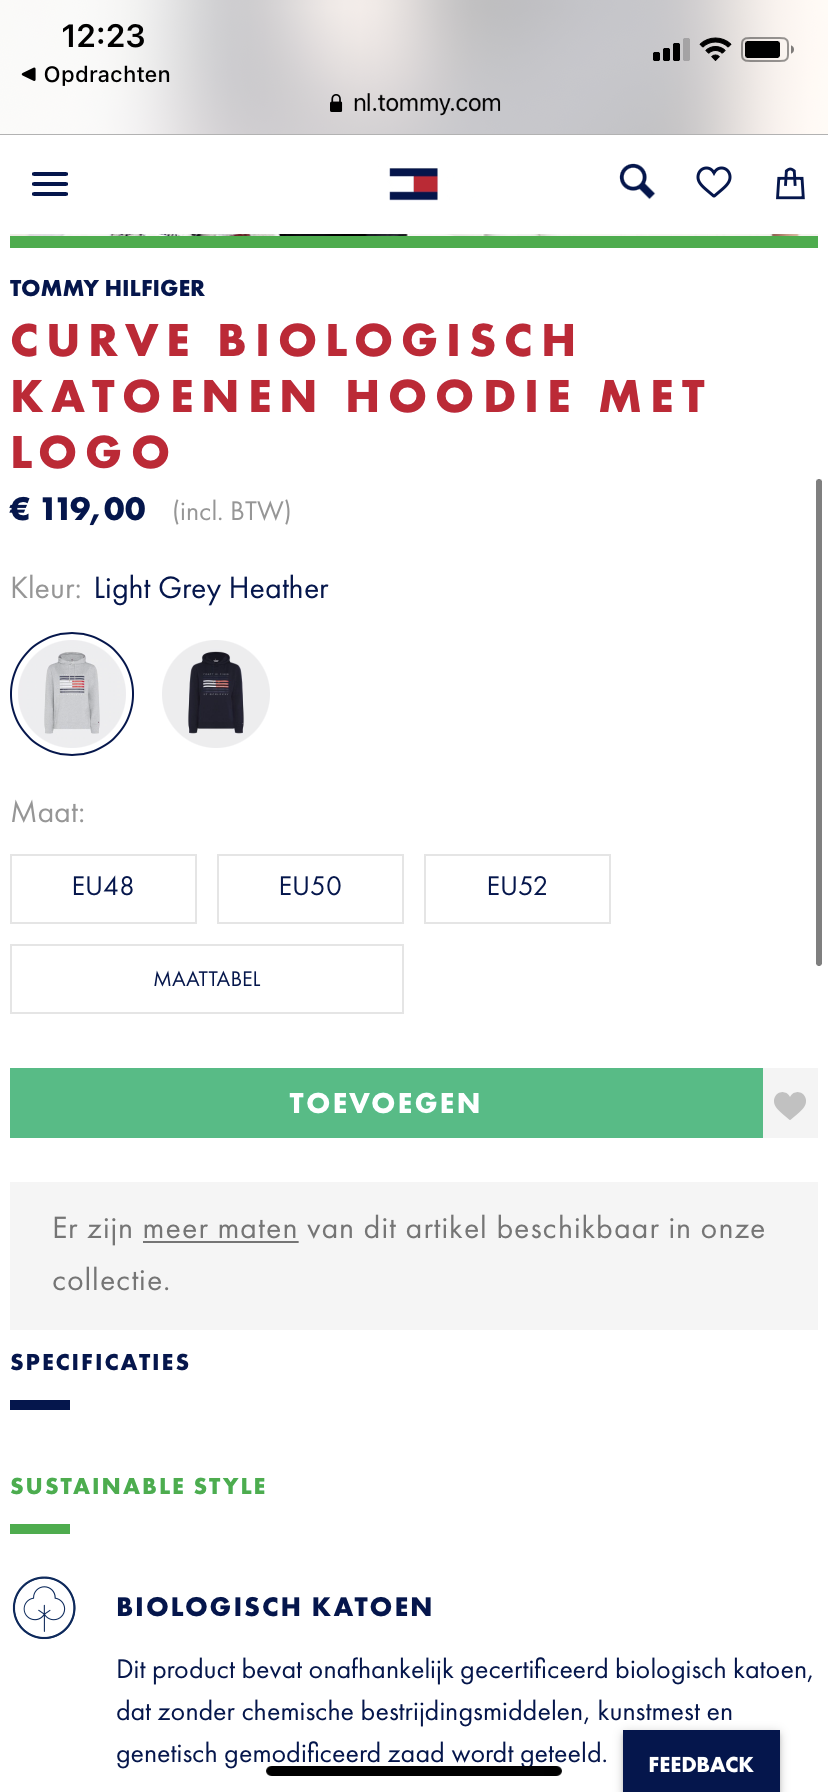 12:23
◀ Opdrachten
nl.tommy.com
TOMMY HILFIGER
CURVE BIOLOGISCH
KATOENEN HOODIE MET
LOGO
€ 119,00 (incl. BTW)
Kleur: Light Grey Heather
Maat:
EU48 EU50 EU52
MAATTABEL
TOEVOEGEN
Er zijn meer maten van dit artikel beschikbaar in onze
collectie.
SPECIFICATIES
SUSTAINABLE STYLE
BIOLOGISCH KATOEN
Dit product bevat onafhankelijk gecertificeerd biologisch katoen,
dat zonder chemische bestrijdingsmiddelen, kunstmest en
genetisch gemodificeerd zaad wordt geteeld.
FEEDBACK